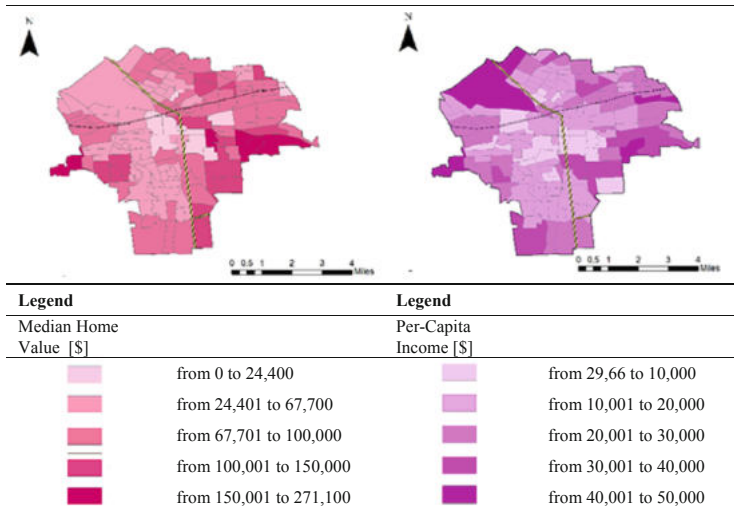 N
N
0 0.5 1 2 3 4
Miles
0 0.5 1 2 3 4
Miles
Legend Legend
Median Home Per-Capita
Value [$] Income [$]
from 0 to 24,400 from 29,66 to 10,000
from 24,401 to 67,700 from 10,001 to 20,000
from 67,701 to 100,000 from 20,001 to 30,000
from 100,001 to 150,000 from 30,001 to 40,000
from 150,001 to 271,100 from 40,001 to 50,000